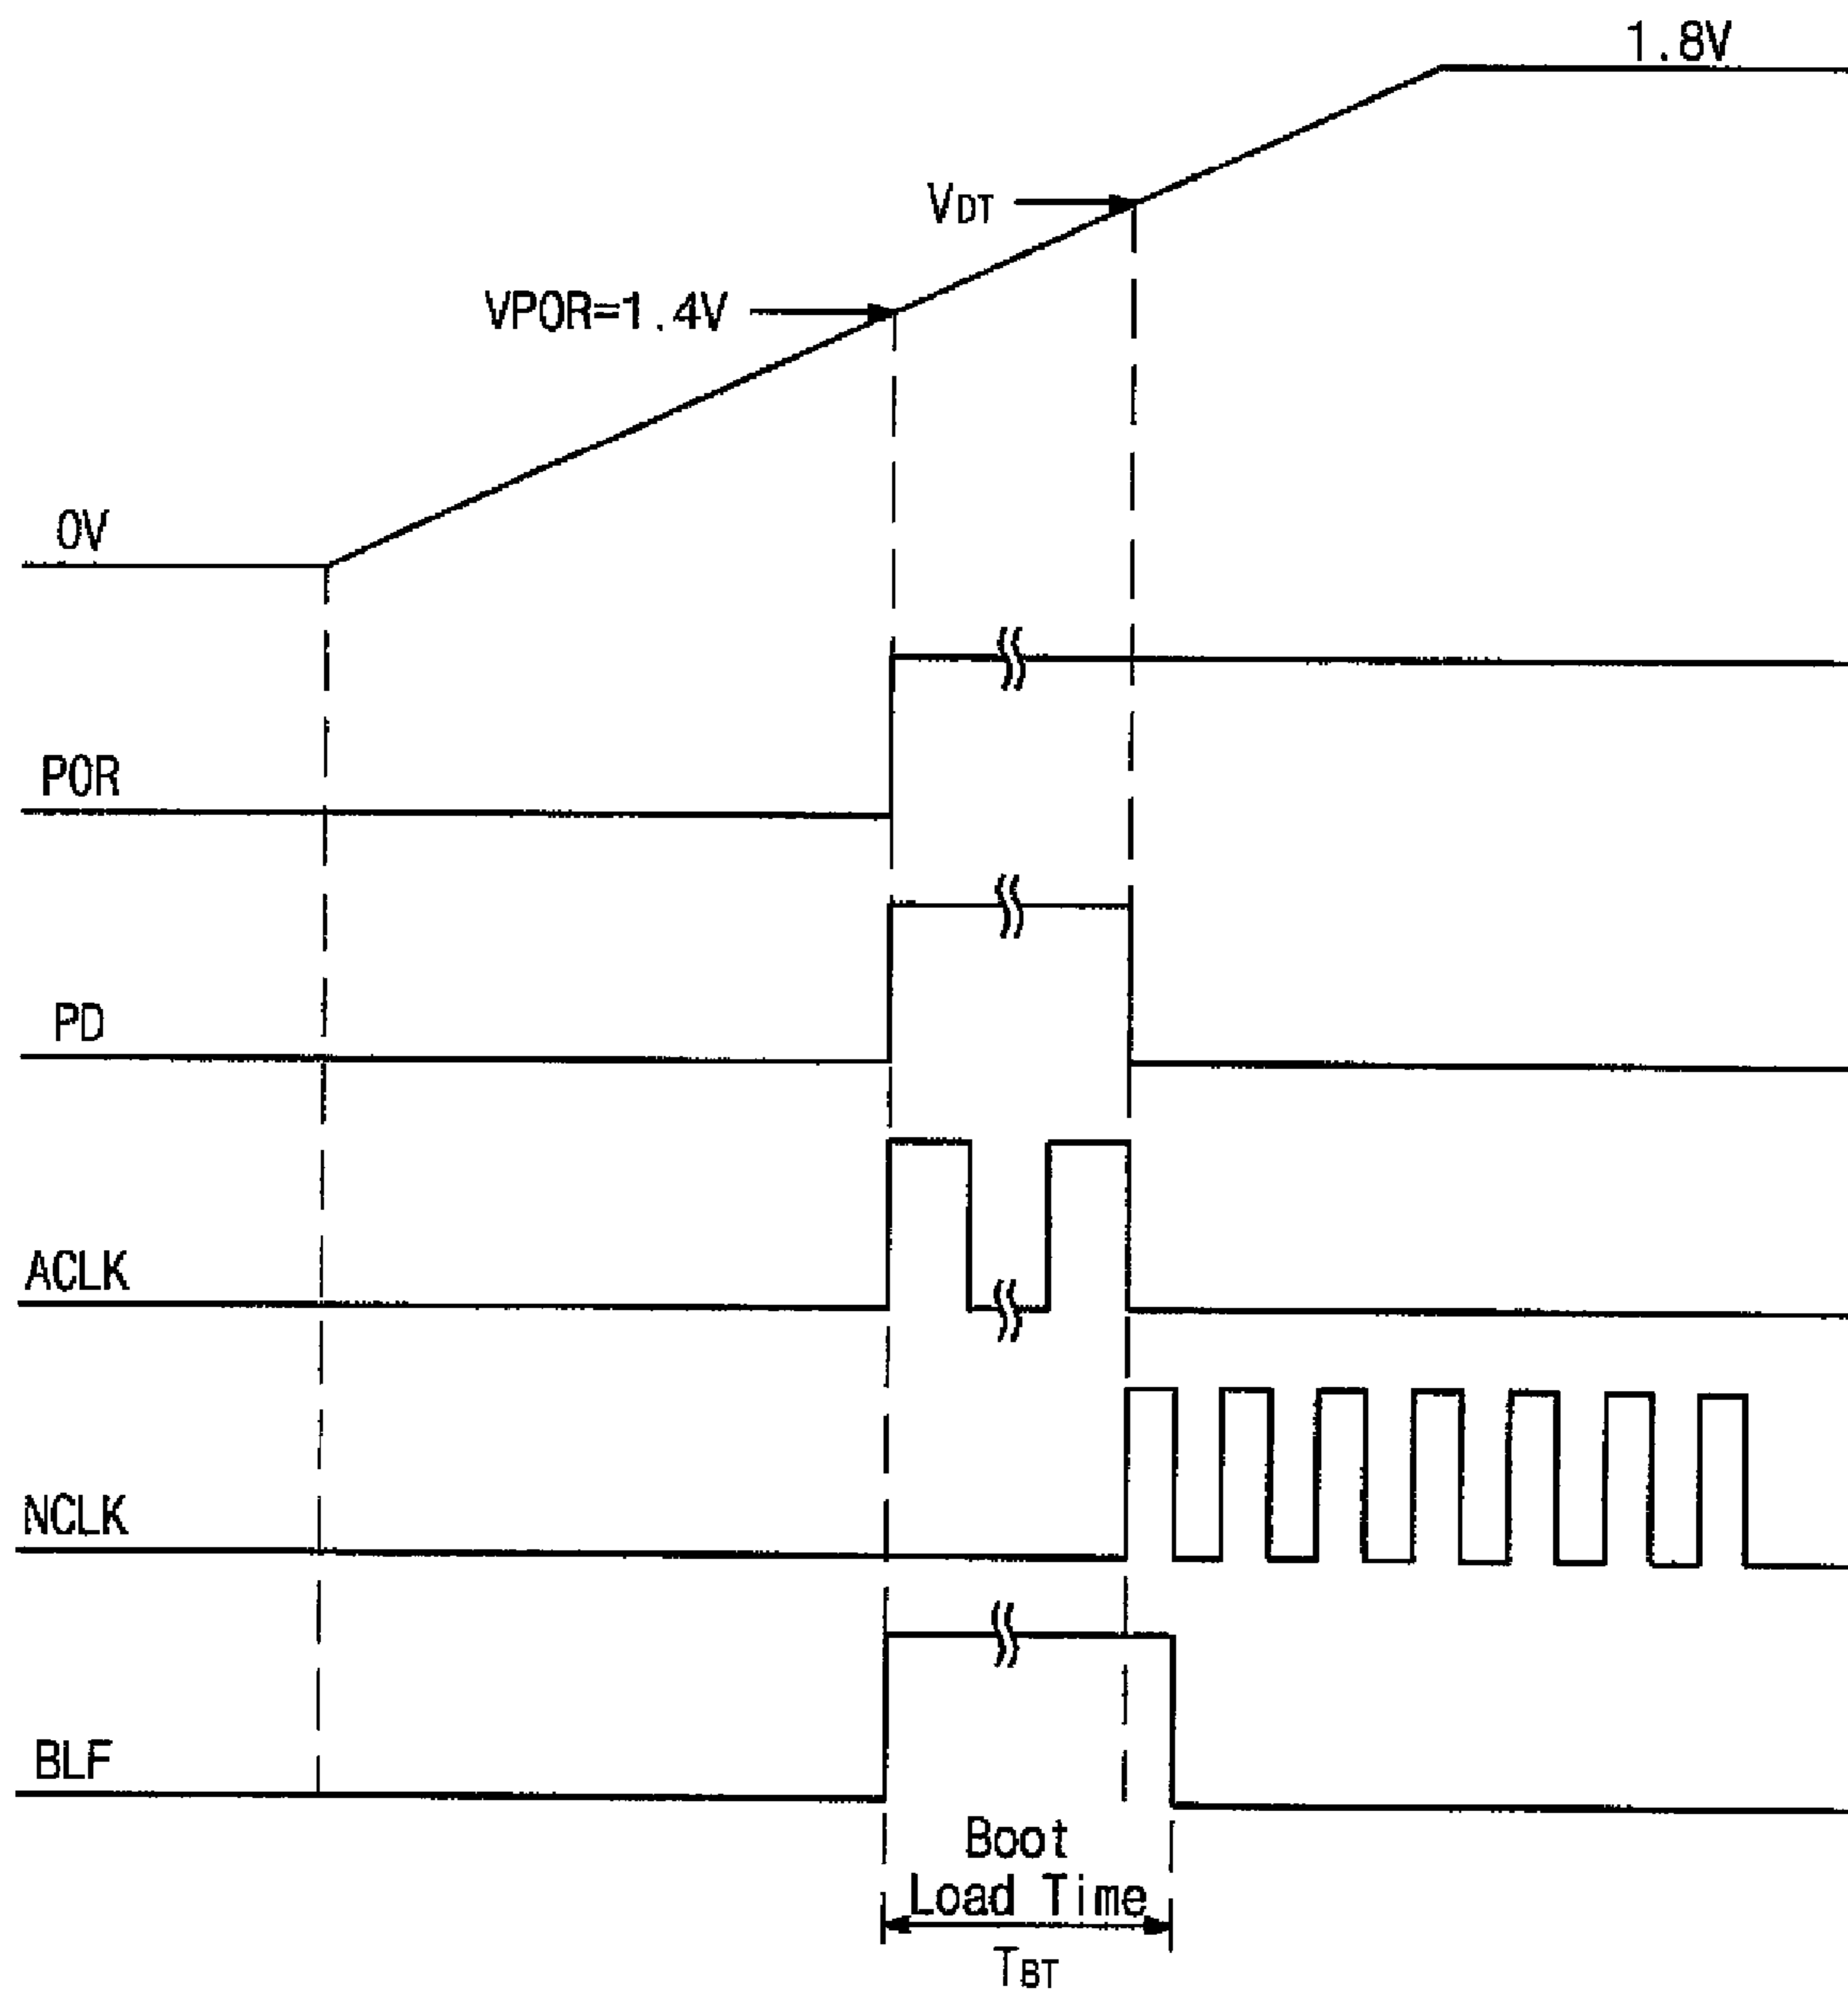 1.8V
VDT
VPOR=1.4V
0V
POR
PD
ACLK
NCLK
BLF
Boot
Load Time
TBT